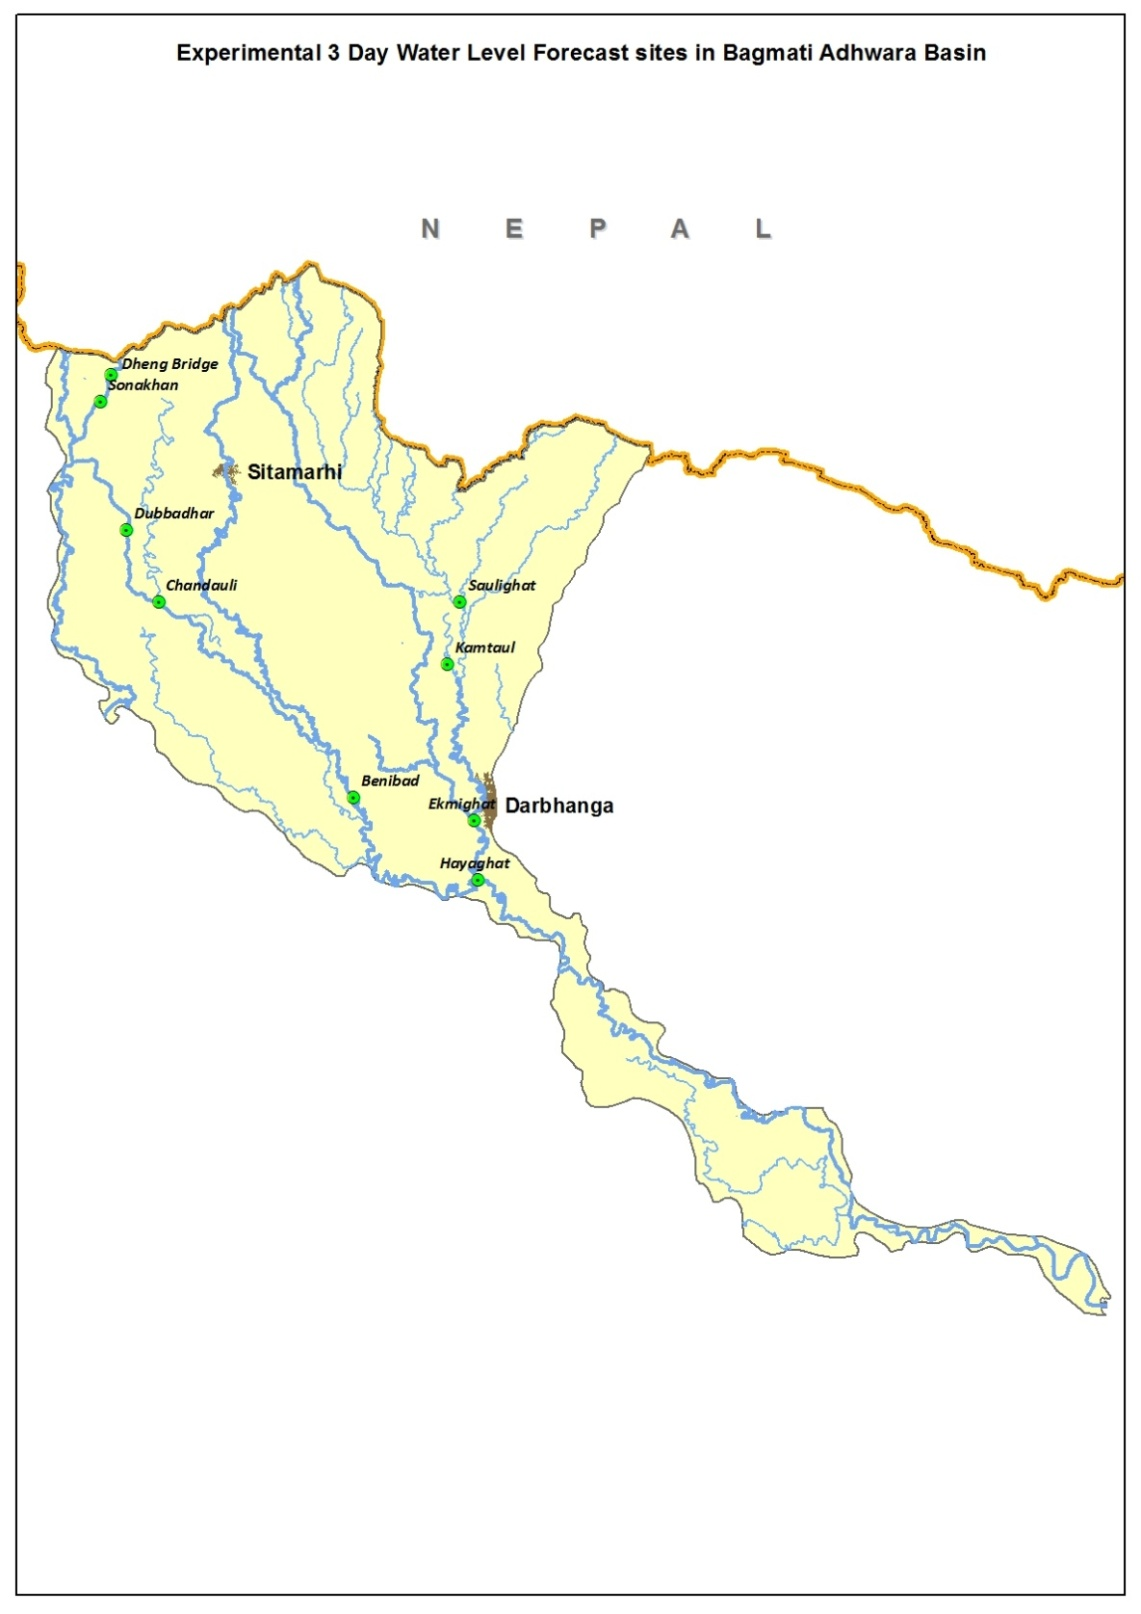 Experimental 3 Day Water Level Forecast sites in Bagmati Adhwara Basin
N E P A L
Dheng Bridge
Sonakhan
Sitamarhi
Dubbadhar
Chandauli
Saulighat
Kamtaul
Benibad
Ekmighat
Darbhanga
Hayaghat